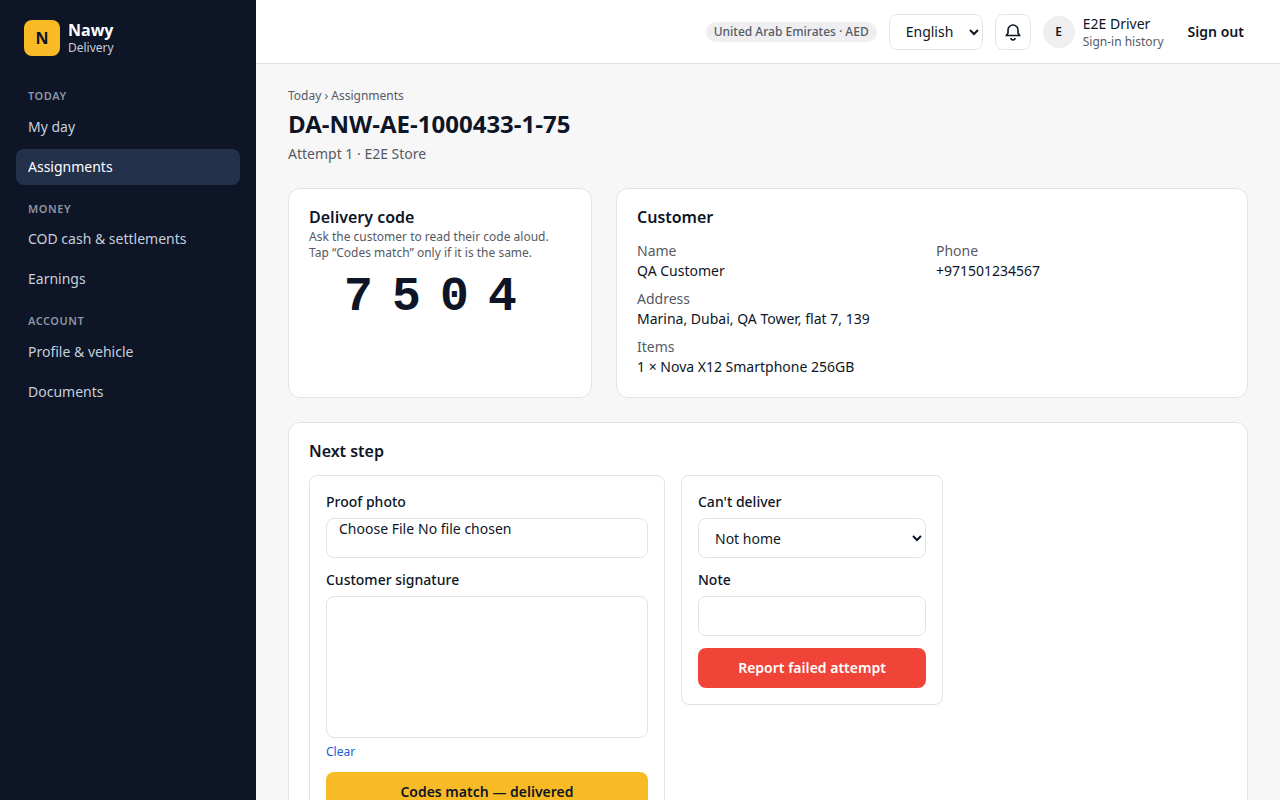 N
Nawy
Delivery
TODAY
My day
Assignments
MONEY
COD cash & settlements
Earnings
ACCOUNT
Profile & vehicle
Documents
United Arab Emirates · AED
English
E
E2E Driver
Sign-in history
Sign out
Today › Assignments
DA-NW-AE-1000433-1-75
Attempt 1 · E2E Store
Delivery code
Ask the customer to read their code aloud.
Tap “Codes match” only if it is the same.
7504
Customer
Name
QA Customer
Phone
+971501234567
Address
Marina, Dubai, QA Tower, flat 7, 139
Items
1 × Nova X12 Smartphone 256GB
Next step
Proof photo
Choose File No file chosen
Customer signature
Clear
Codes match — delivered
Can't deliver
Not home
Note
Report failed attempt